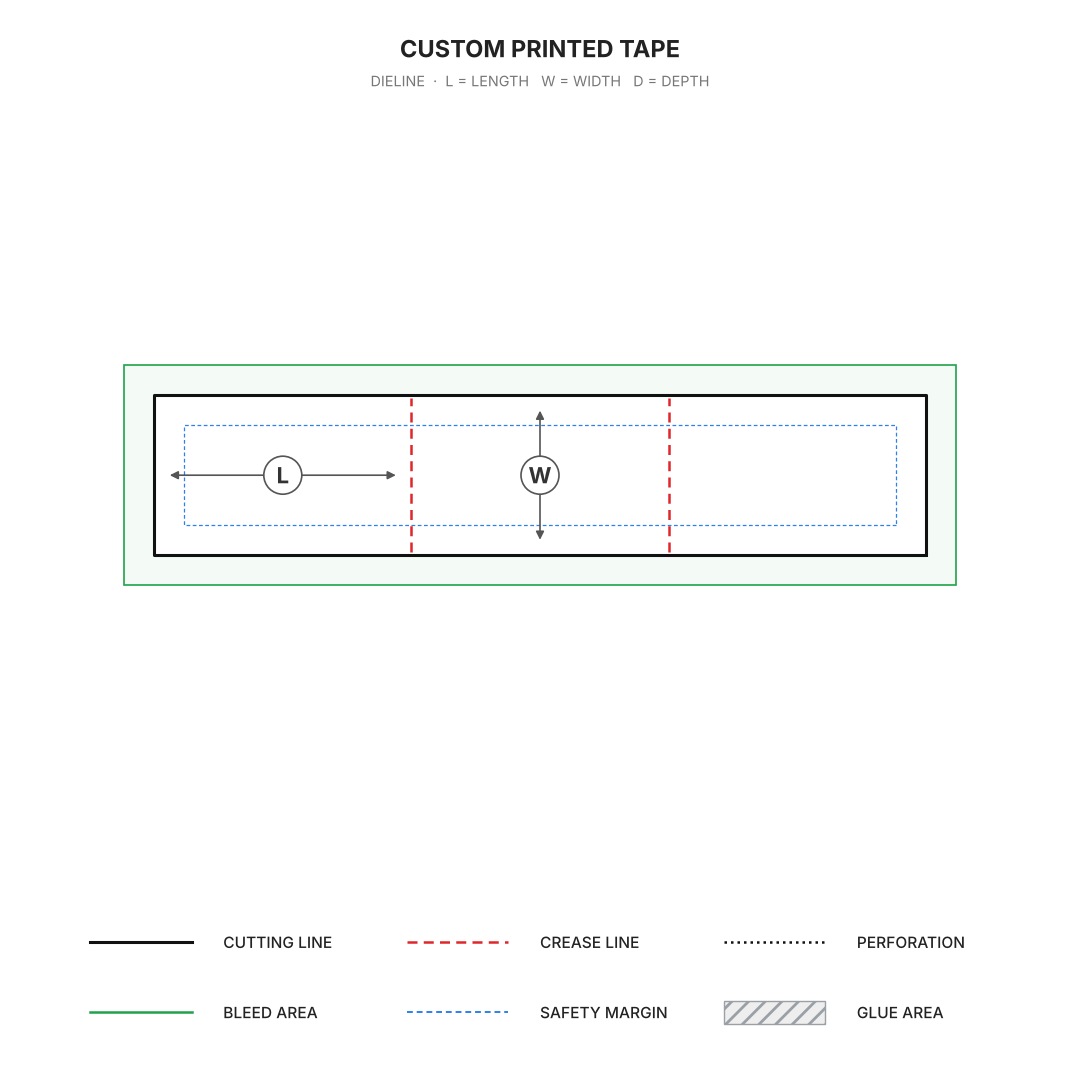 CUSTOM PRINTED TAPE
DIELINE · L = LENGTH W = WIDTH D = DEPTH
L
W
CUTTING LINE
CREASE LINE
PERFORATION
BLEED AREA
SAFETY MARGIN
GLUE AREA